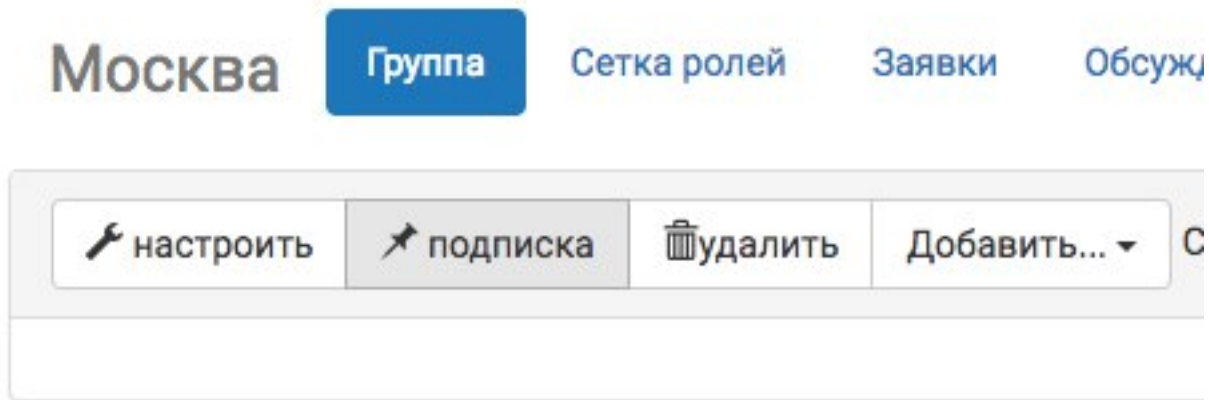 Москва Группа Сетка ролей Заявки Обсужд
настроить подписка удалить Добавить... С